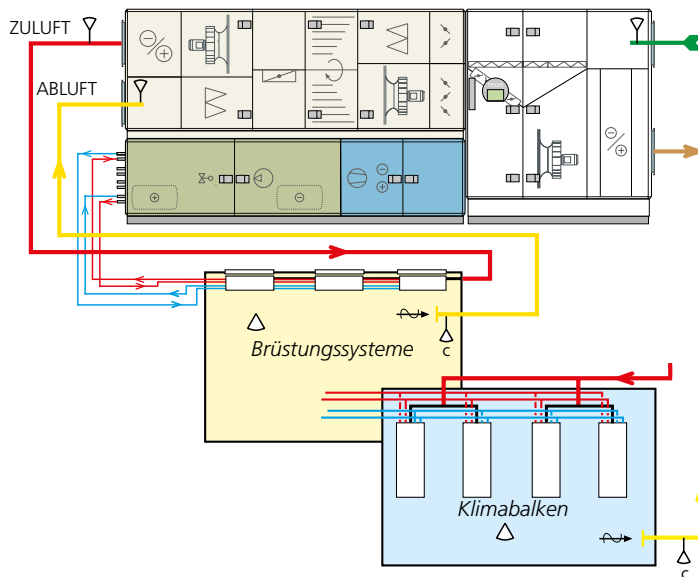 ZULUFT
ABLUFT
Brüstungssysteme
c
Klimabalken
c